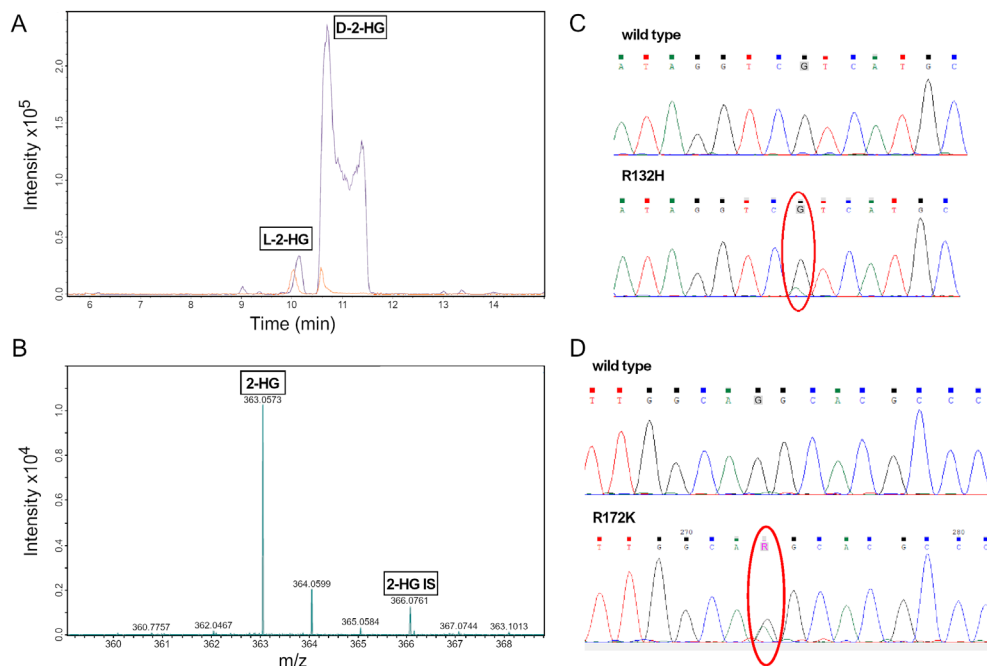 A
D-2-HG
L-2-HG
Intensity x10⁵
2.0
1.5
1.0
0.5
0.0
6 7 8 9 10 11 12 13 14
Time (min)
B
2-HG
363.0573
Intensity x10⁴
1.0
0.8
0.6
0.4
0.2
0.0
364.0599
2-HG IS
366.0761
360.7757 362.0467 365.0584 367.0744 363.1013
360 361 362 363 364 365 366 367 368
m/z
C
wild type
A T A G G T C G T C A T G C
R132H
A T A G G T C G T C A T G C
D
wild type
T T G G C A G G C A C G C C C
R172K
270 280
T T G G C A R G C A C G C C C